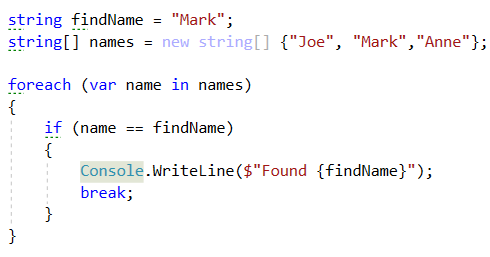 string findName = "Mark";
string[] names = new string[] {"Joe", "Mark","Anne"};
foreach (var name in names)
{
if (name == findName)
{
Console.WriteLine($"Found {findName}");
break;
}
}